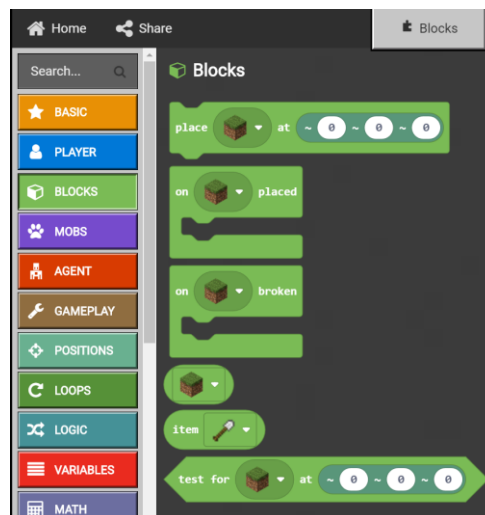 Home Share Blocks
Search...
BASIC
PLAYER
BLOCKS
MOBS
AGENT
GAMEPLAY
POSITIONS
LOOPS
LOGIC
VARIABLES
MATH
Blocks
place at ~ 0 ~ 0 ~ 0
on placed
on broken
item
test for at ~ 0 ~ 0 ~ 0